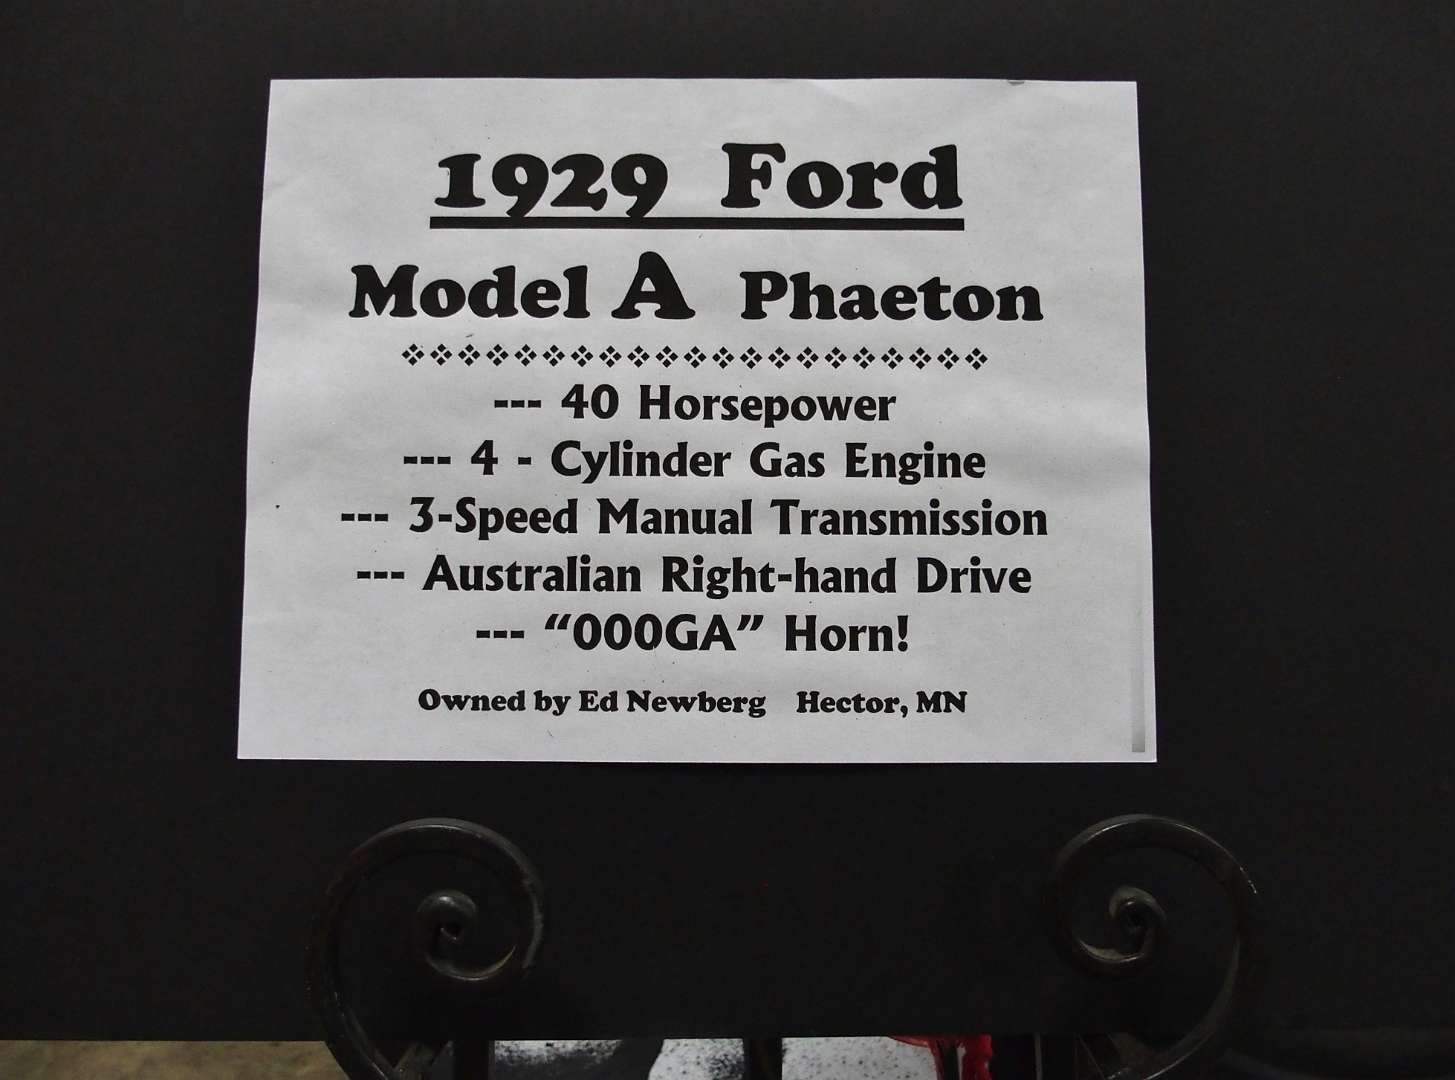 1929 Ford
Model A Phaeton
--- 40 Horsepower
--- 4 - Cylinder Gas Engine
--- 3-Speed Manual Transmission
--- Australian Right-hand Drive
--- “000GA” Horn!
Owned by Ed Newberg Hector, MN